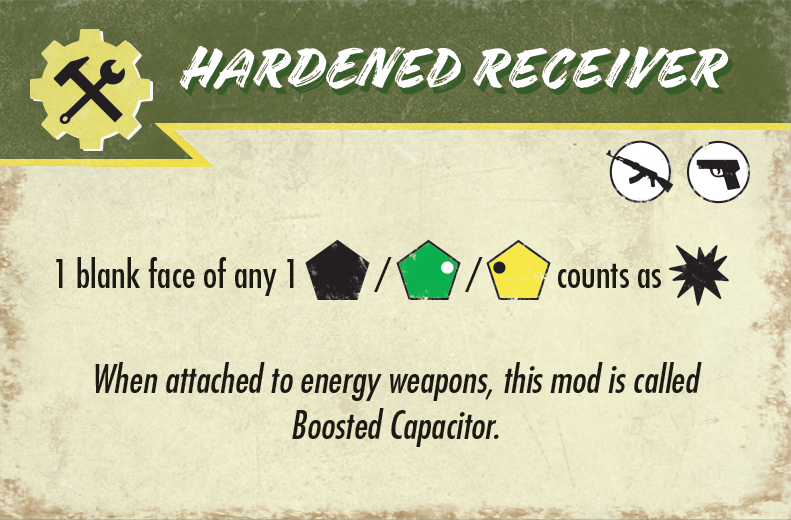 HARDENED RECEIVER
1 blank face of any 1 / / counts as
When attached to energy weapons, this mod is called
Boosted Capacitor.